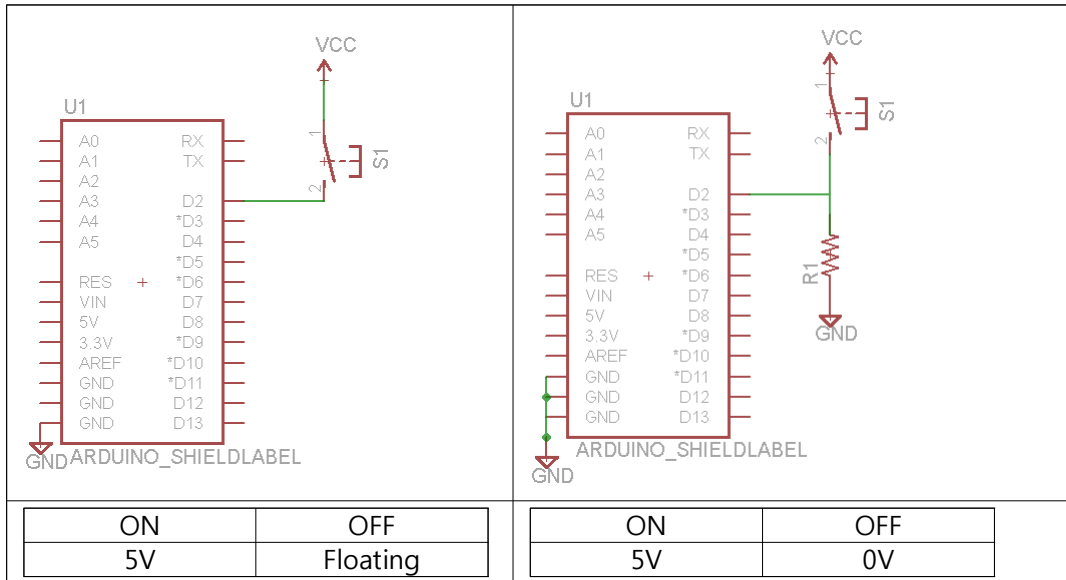 VCC
U1
1
S1
2
A0 RX
A1 TX
A2
A3 D2
A4 *D3
A5 D4
*D5
RES *D6
VIN D7
5V D8
3.3V *D9
AREF *D10
GND *D11
GND D12
GND D13
GND
ARDUINO_SHIELDLABEL
ON OFF
5V Floating
VCC
U1
1
S1
2
A0 RX
A1 TX
A2
A3 D2
A4 *D3
A5 D4
*D5
RES *D6
VIN D7
5V D8
3.3V *D9
AREF *D10
GND *D11
GND D12
GND D13
R1
GND
GND
ARDUINO_SHIELDLABEL
ON OFF
5V 0V